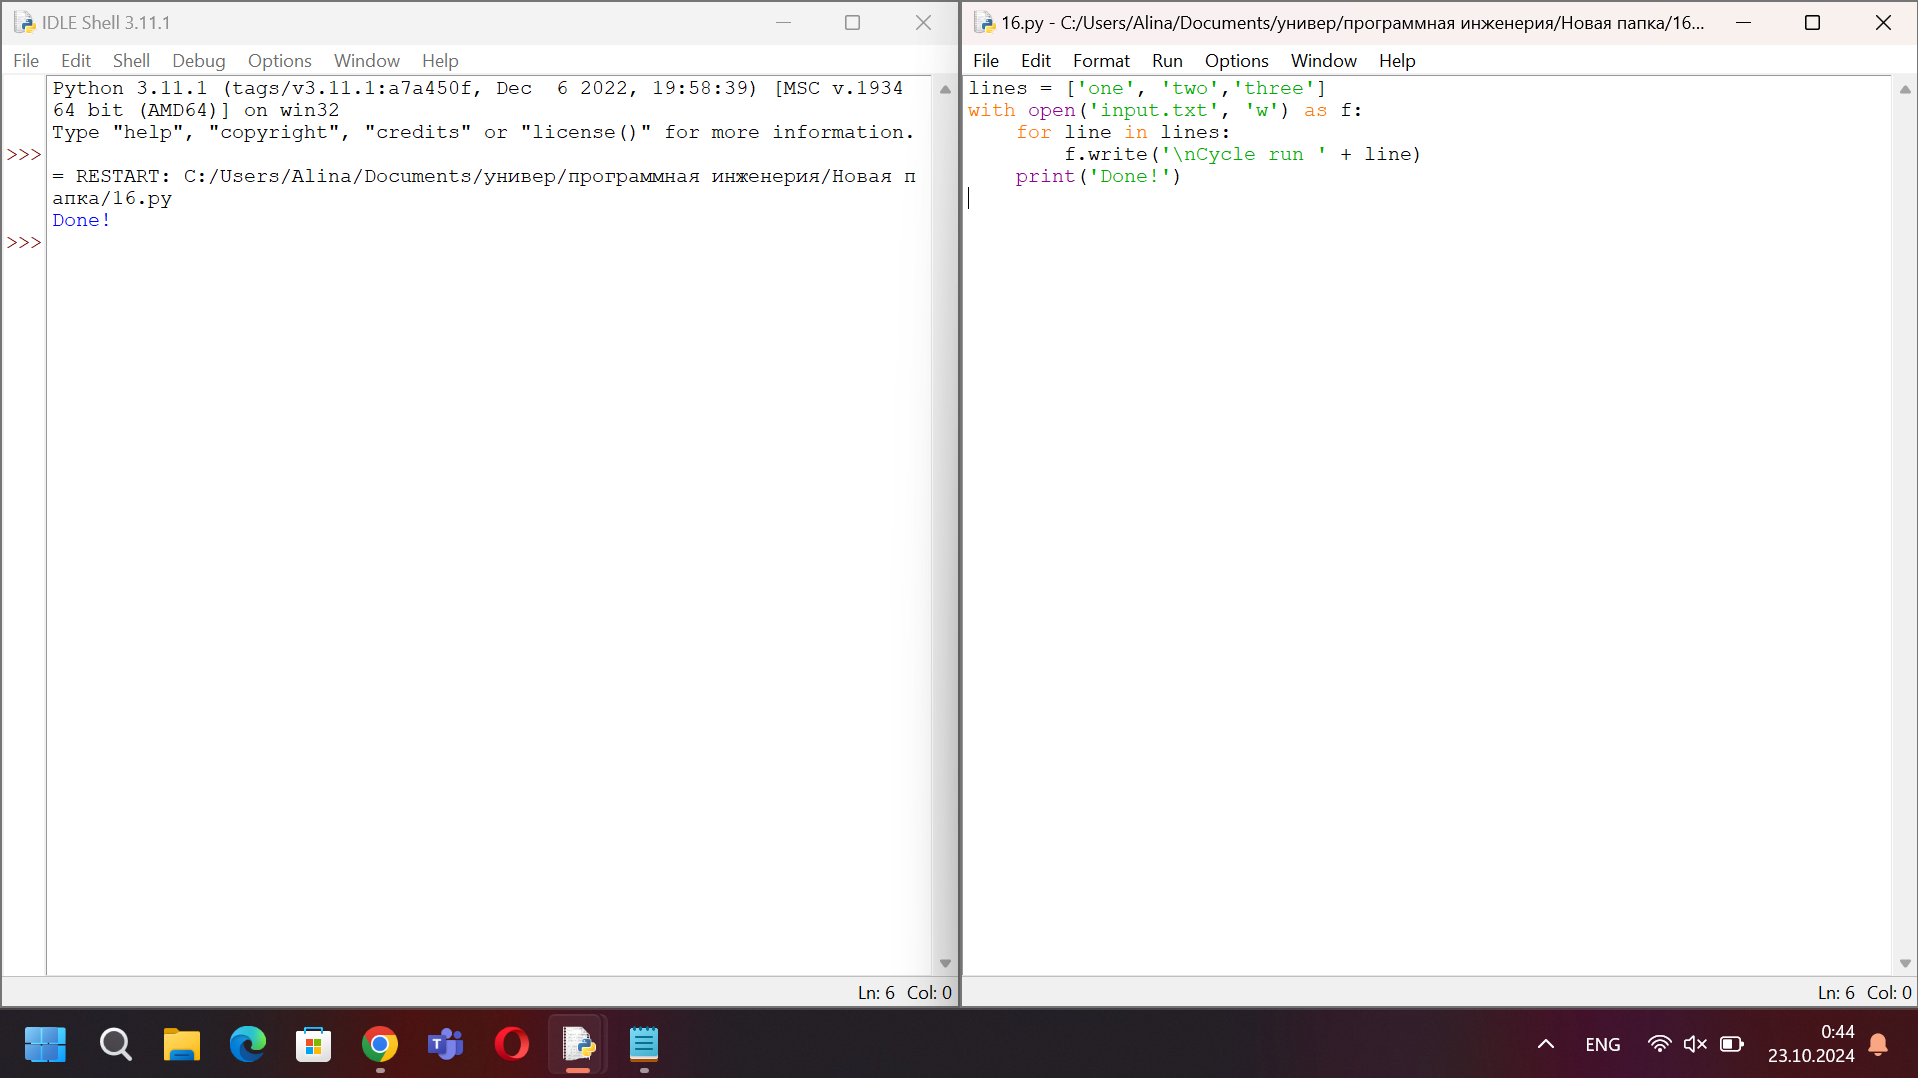 IDLE Shell 3.11.1
File Edit Shell Debug Options Window Help
Python 3.11.1 (tags/v3.11.1:a7a450f, Dec  6 2022, 19:58:39) [MSC v.1934
64 bit (AMD64)] on win32
Type "help", "copyright", "credits" or "license()" for more information.
>>>
= RESTART: C:/Users/Alina/Documents/универ/программная инженерия/Новая п
апка/16.py
Done!
>>>
Ln: 6 Col: 0
16.py - C:/Users/Alina/Documents/универ/программная инженерия/Новая папка/16...
File Edit Format Run Options Window Help
lines = ['one', 'two','three']
with open('input.txt', 'w') as f:
    for line in lines:
        f.write('\nCycle run ' + line)
    print('Done!')
Ln: 6 Col: 0
ENG
0:44
23.10.2024